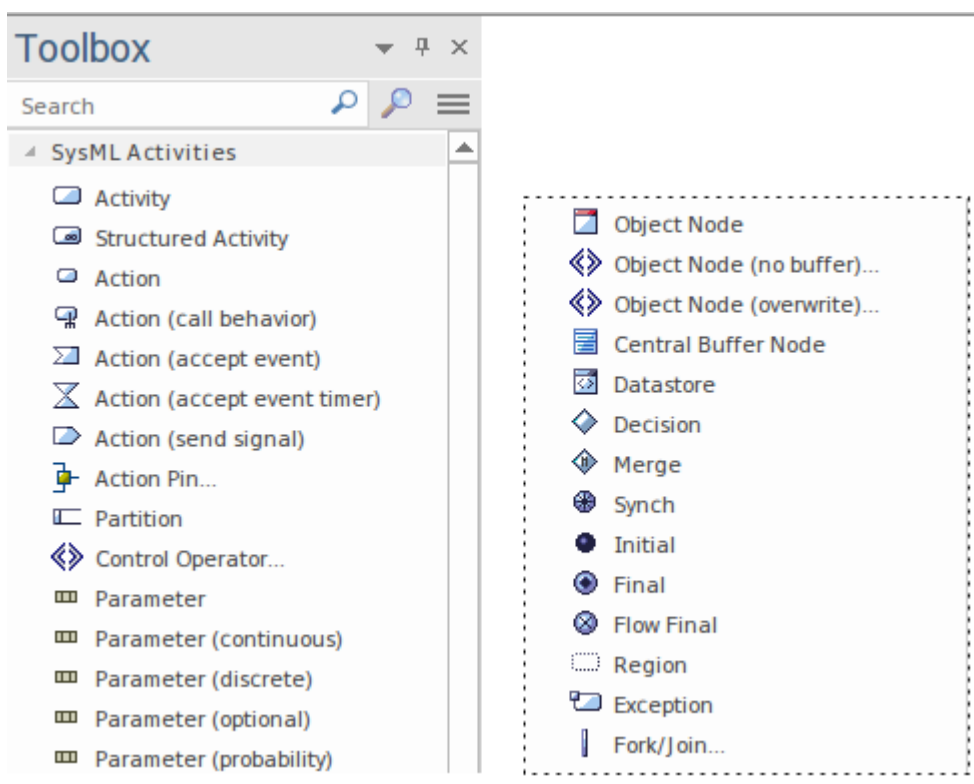 Toolbox
Search
SysML Activities
Activity
Structured Activity
Action
Action (call behavior)
Action (accept event)
Action (accept event timer)
Action (send signal)
Action Pin...
Partition
Control Operator...
Parameter
Parameter (continuous)
Parameter (discrete)
Parameter (optional)
Parameter (probability)
Object Node
Object Node (no buffer)...
Object Node (overwrite)...
Central Buffer Node
Datastore
Decision
Merge
Synch
Initial
Final
Flow Final
Region
Exception
Fork/Join...